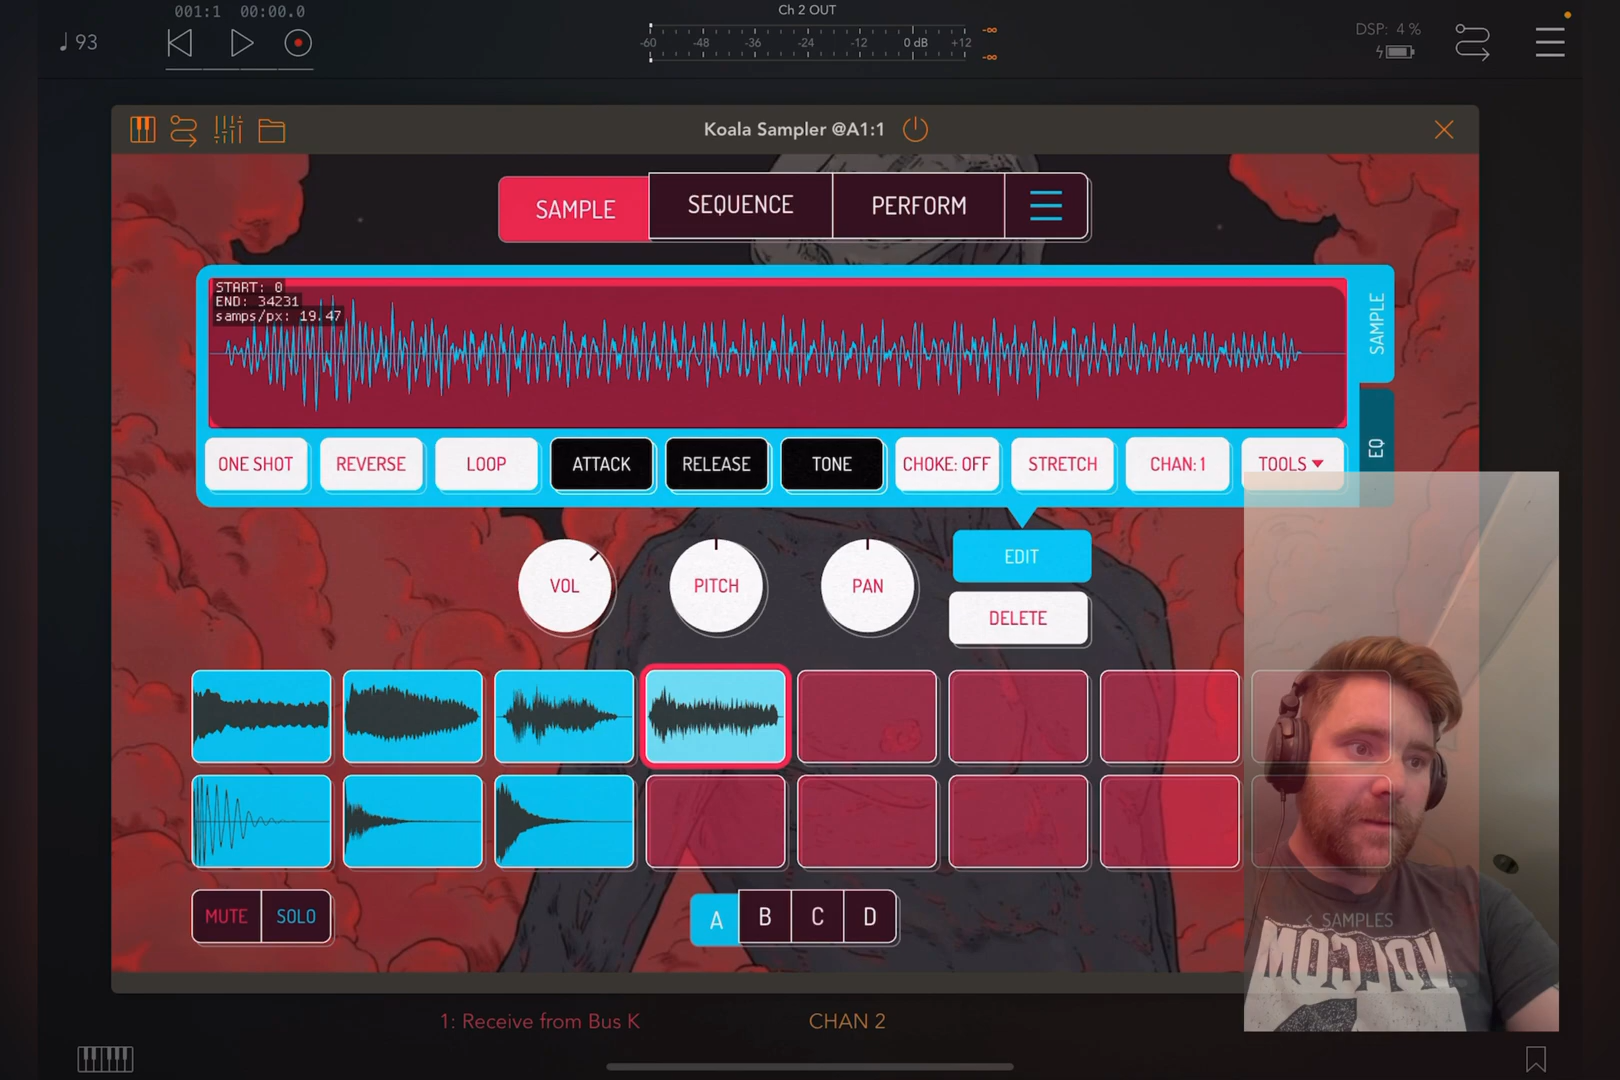 001:1 00:00.0
Ch 2 OUT
93
-60 -48 -36 -24 -12 0 dB +12
-∞
-∞
DSP: 4 %
Koala Sampler @A1:1
SAMPLE SEQUENCE PERFORM
START: 0
END: 34231
samps/px: 19.47
SAMPLE
EQ
ONE SHOT REVERSE LOOP ATTACK RELEASE TONE CHOKE: OFF STRETCH CHAN: 1 TOOLS
VOL PITCH PAN EDIT
DELETE
MUTE SOLO A B C D
< SAMPLES
1: Receive from Bus K CHAN 2